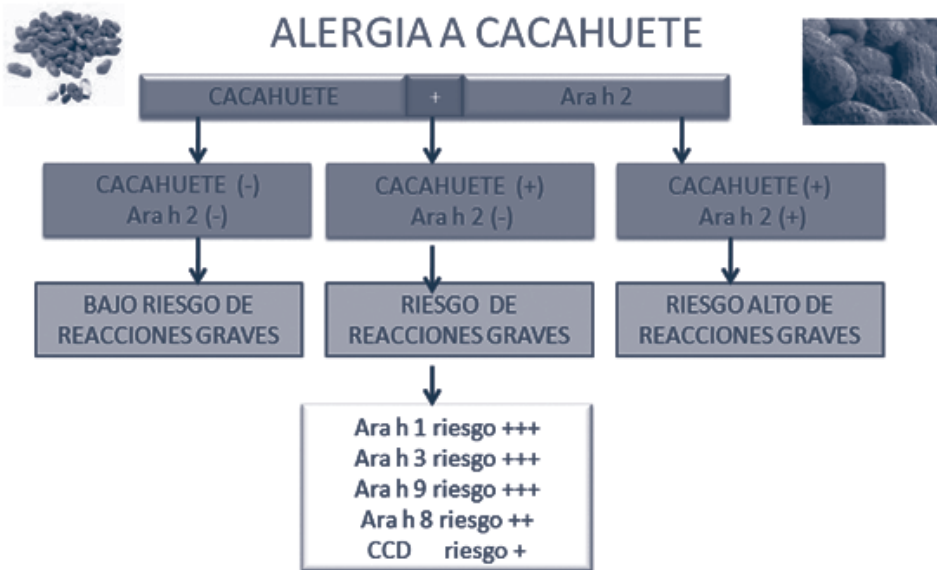 ALERGIA A CACAHUETE
CACAHUETE + Ara h 2
CACAHUETE (-)
Ara h 2 (-)
CACAHUETE (+)
Ara h 2 (-)
CACAHUETE (+)
Ara h 2 (+)
BAJO RIESGO DE
REACCIONES GRAVES
RIESGO DE
REACCIONES GRAVES
RIESGO ALTO DE
REACCIONES GRAVES
Ara h 1 riesgo +++
Ara h 3 riesgo +++
Ara h 9 riesgo +++
Ara h 8 riesgo ++
CCD riesgo +